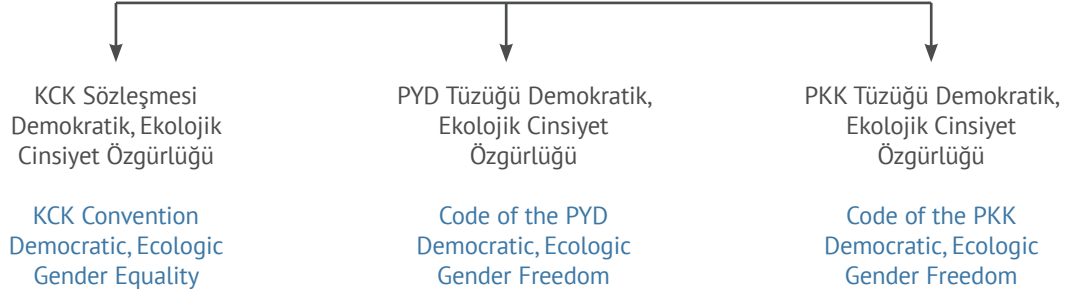 KCK Sözleşmesi
Demokratik, Ekolojik
Cinsiyet Özgürlüğü
KCK Convention
Democratic, Ecologic
Gender Equality
PYD Tüzüğü Demokratik,
Ekolojik Cinsiyet
Özgürlüğü
Code of the PYD
Democratic, Ecologic
Gender Freedom
PKK Tüzüğü Demokratik,
Ekolojik Cinsiyet
Özgürlüğü
Code of the PKK
Democratic, Ecologic
Gender Freedom